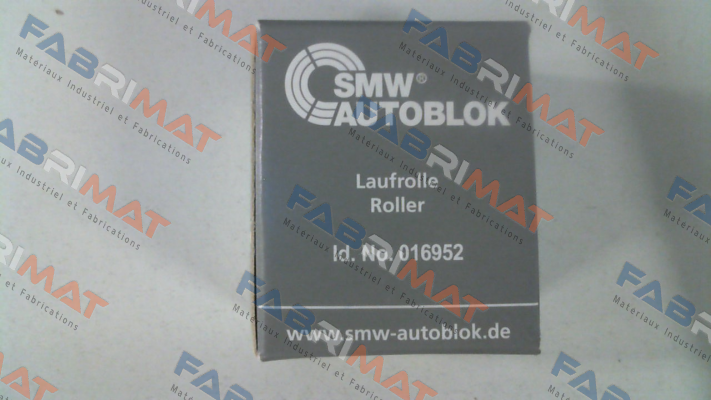 SMW®
AUTOBLOK
Laufrolle
Roller
Id. No. 016952
www.smw-autoblok.de
FABRIMAT
Materiaux Industriel et Fabrications